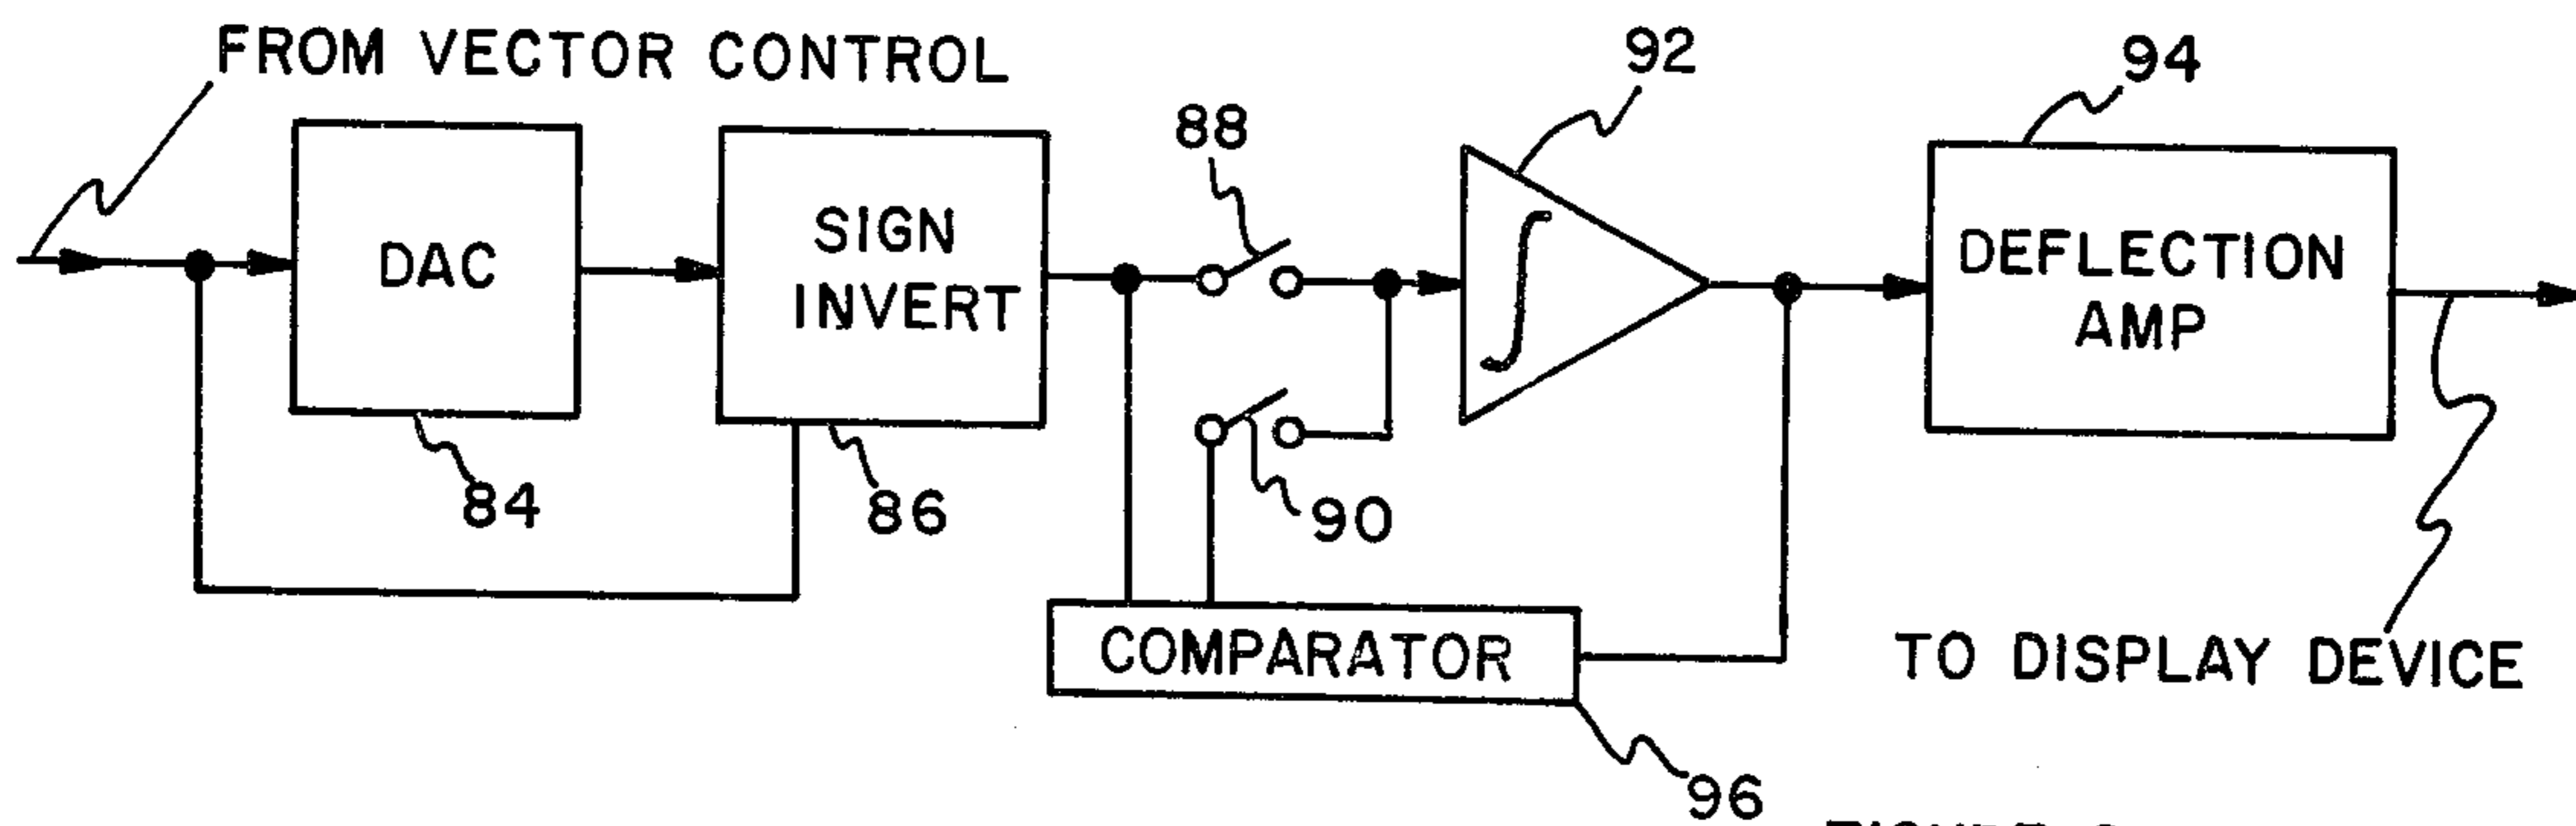 FROM VECTOR CONTROL
92
94
88
DAC
SIGN
INVERT
DEFLECTION
AMP
84
86
90
COMPARATOR
TO DISPLAY DEVICE
96